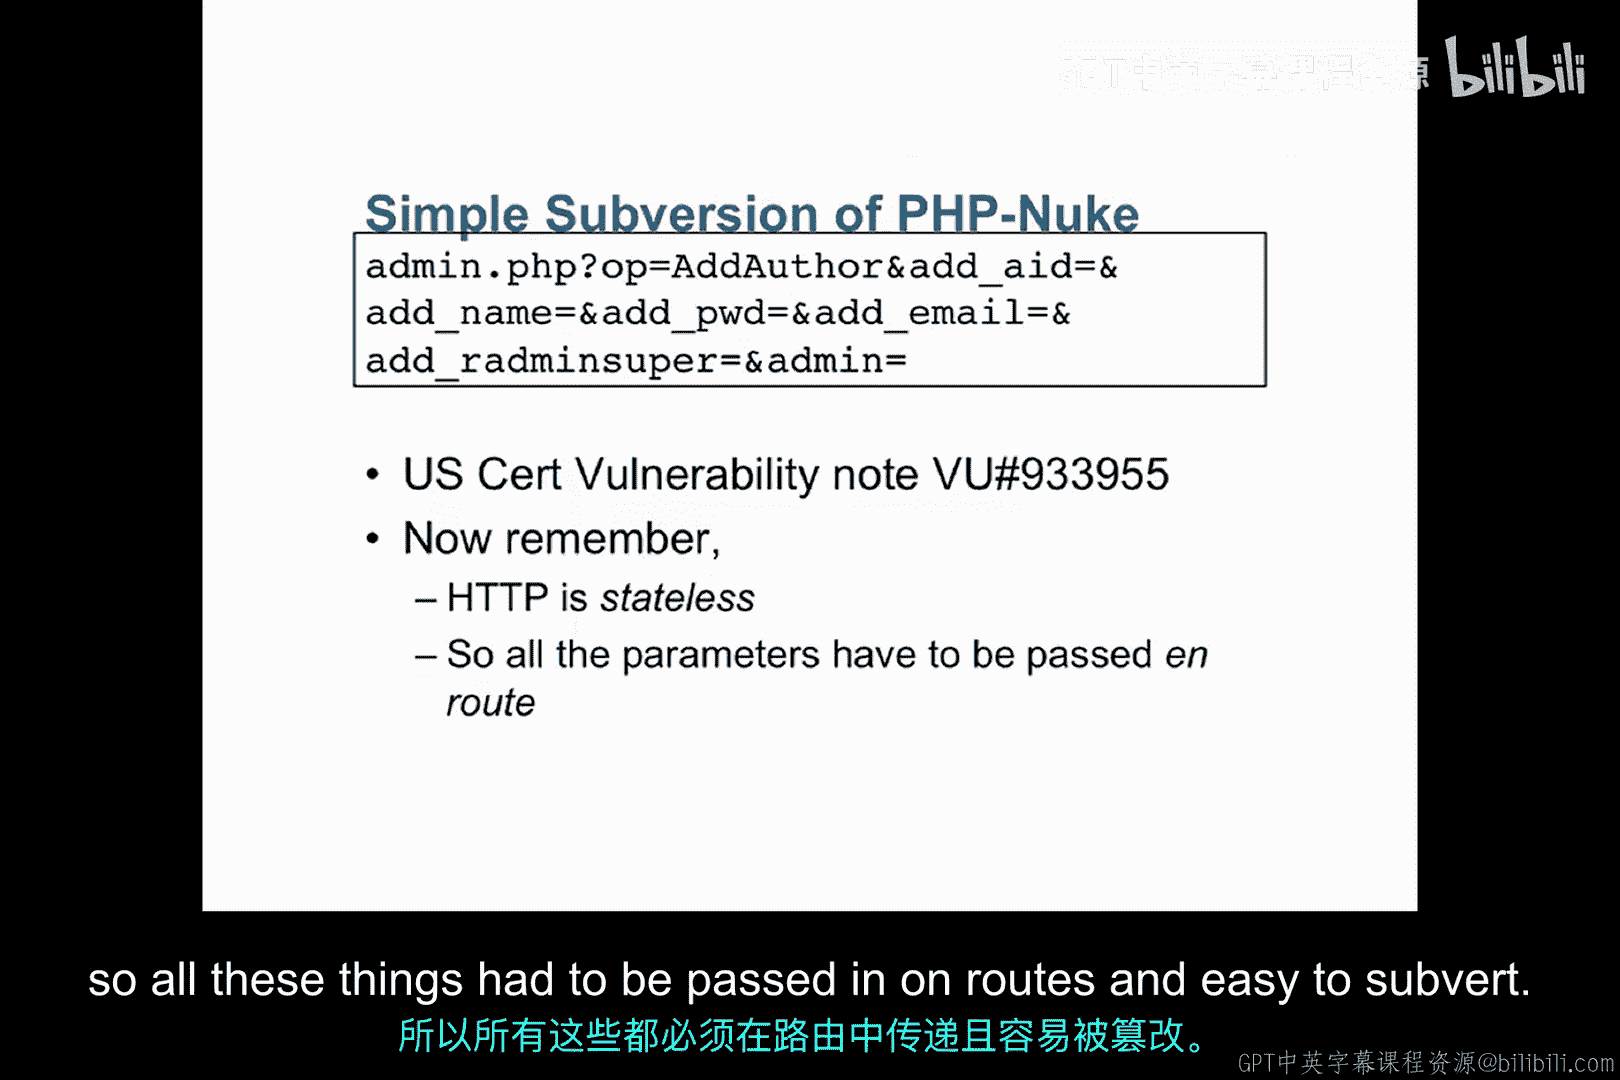 bilibili
Simple Subversion of PHP-Nuke
admin.php?op=AddAuthor&add_aid=&
add_name=&add_pwd=&add_email=&
add_radminsuper=&admin=
• US Cert Vulnerability note VU#933955
• Now remember,
– HTTP is stateless
– So all the parameters have to be passed en
route
so all these things had to be passed in on routes and easy to subvert.
所以所有这些都必须在路由中传递且容易被篡改。
GPT中英字幕课程资源@bilibili.com